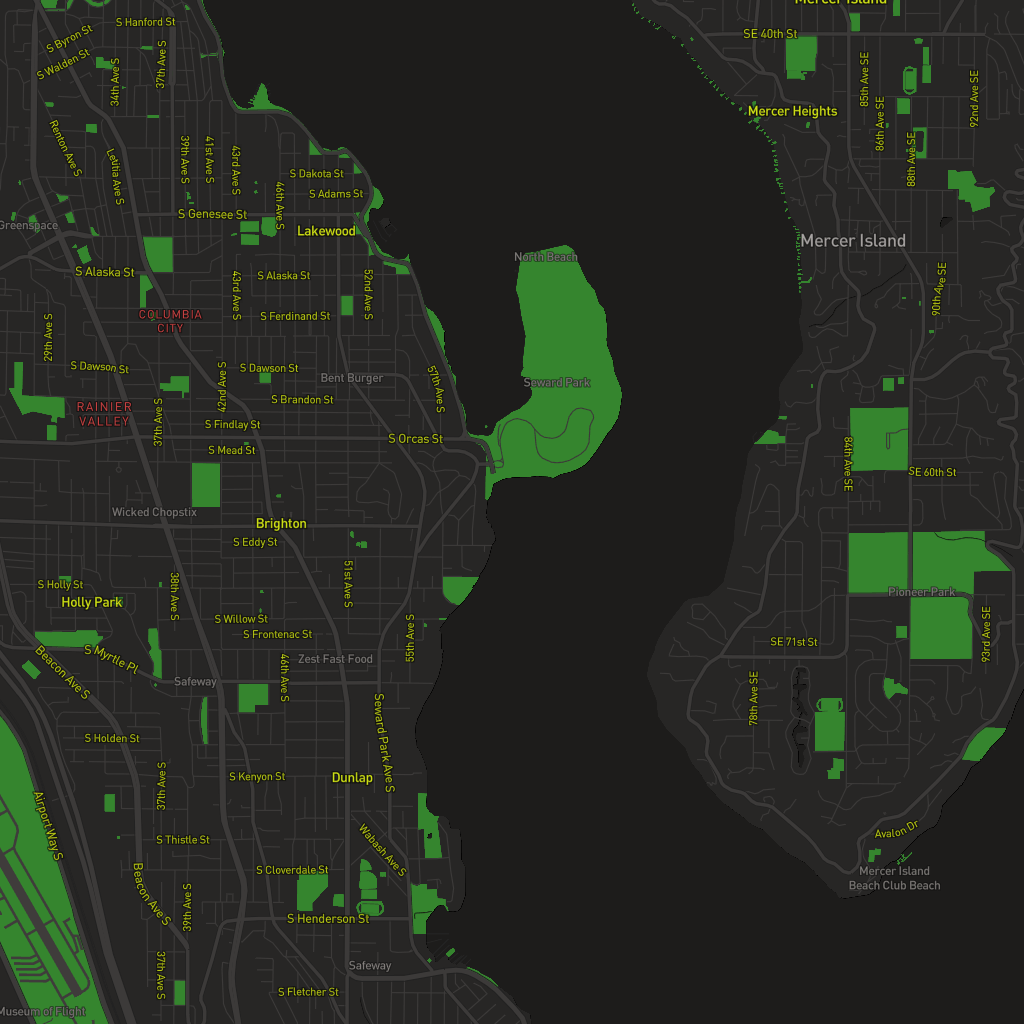 Mercer Island
S Hanford St
S Byron St
SE 40th St
S Walden St
37th Ave S
34th Ave S
85th Ave SE
92nd Ave SE
Mercer Heights
86th Ave SE
Renton Ave S
Letitia Ave S
39th Ave S
41st Ave S
43rd Ave S
88th Ave SE
S Dakota St
46th Ave S
S Adams St
S Genesee St
Greenspace
Lakewood
Mercer Island
North Beach
S Alaska St
S Alaska St
43rd Ave S
52nd Ave S
90th Ave SE
COLUMBIA
CITY
S Ferdinand St
29th Ave S
S Dawson St
S Dawson St
42nd Ave S
Bent Burger
57th Ave S
Seward Park
S Brandon St
RAINIER
VALLEY
37th Ave S
S Findlay St
S Orcas St
S Mead St
84th Ave SE
SE 60th St
Wicked Chopstix
Brighton
S Eddy St
S Holly St
38th Ave S
51st Ave S
Pioneer Park
Holly Park
S Willow St
S Frontenac St
55th Ave S
SE 71st St
93rd Ave SE
S Myrtle Pl
Zest Fast Food
Beacon Ave S
Safeway
46th Ave S
78th Ave SE
Seward Park Ave S
S Holden St
37th Ave S
S Kenyon St
Dunlap
Airport Way S
S Thistle St
Wabash Ave S
Avalon Dr
Beacon Ave S
S Cloverdale St
Mercer Island
Beach Club Beach
39th Ave S
S Henderson St
37th Ave S
Safeway
S Fletcher St
Museum of Flight